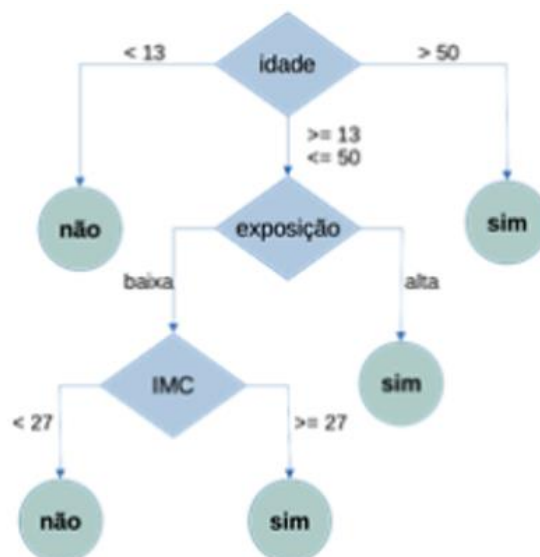 < 13
idade
> 50
>= 13
<= 50
não
exposição
sim
baixa
alta
IMC
sim
< 27
>= 27
não
sim